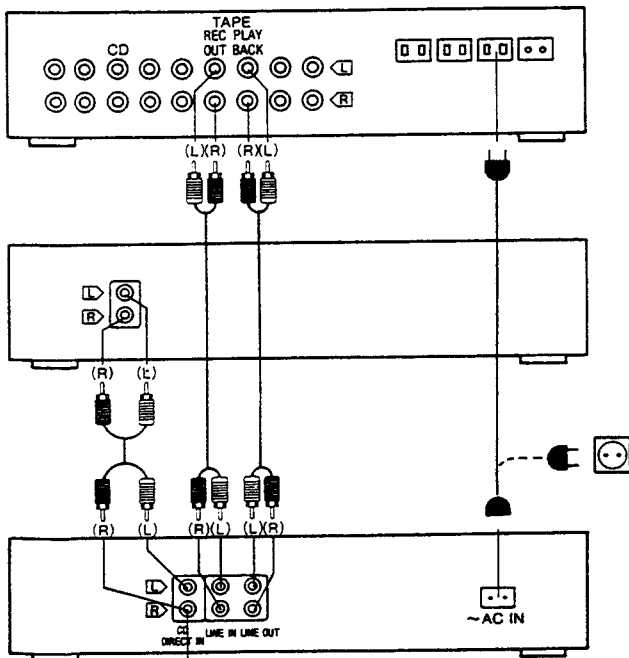 TAPE
REC PLAY
CD OUT BACK
L
R
(L)(R) (R)(L)
L
R
(R) (L)
(R) (L) (R)(L) (L)(R)
L
R
CD
DIRECT IN LINE IN LINE OUT
~AC IN